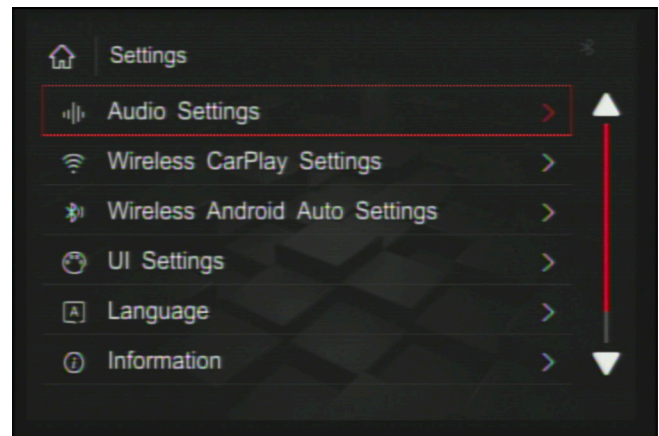 Settings
Audio Settings
Wireless CarPlay Settings
Wireless Android Auto Settings
UI Settings
A Language
Information